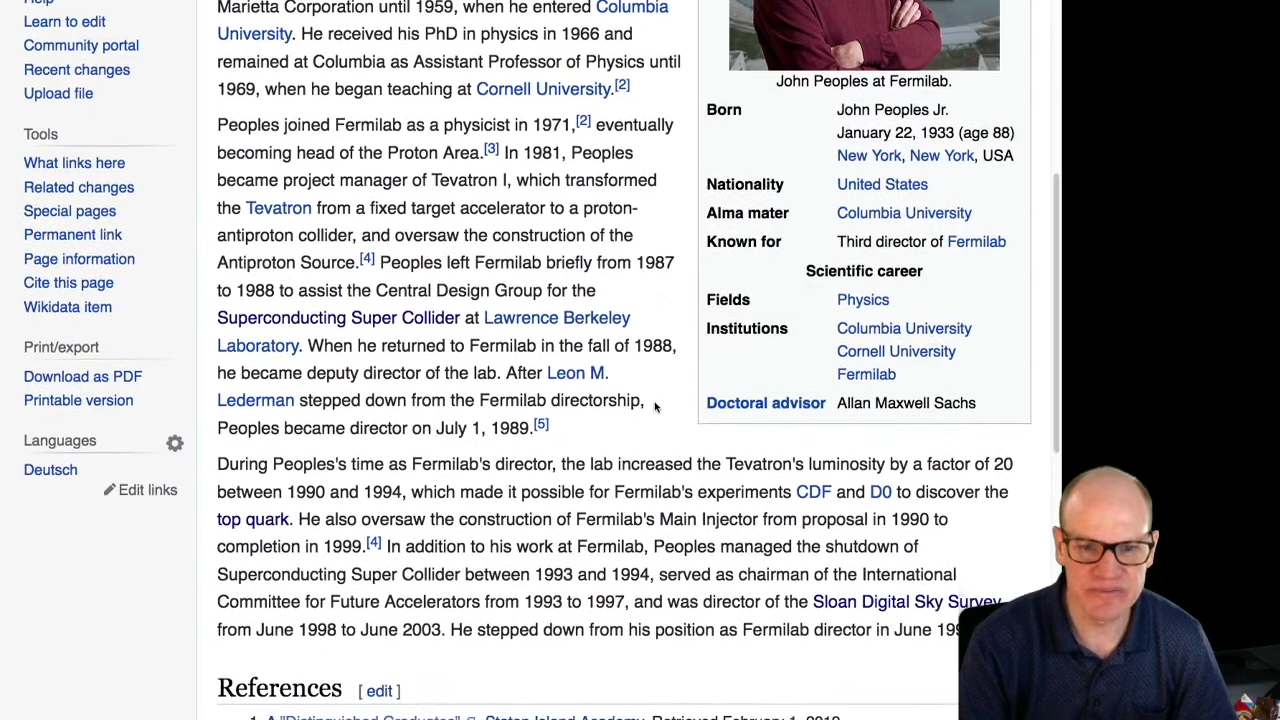 Help
Learn to edit
Community portal
Recent changes
Upload file
Tools
What links here
Related changes
Special pages
Permanent link
Page information
Cite this page
Wikidata item
Print/export
Download as PDF
Printable version
Languages
Deutsch
Edit links
Marietta Corporation until 1959, when he entered Columbia
University. He received his PhD in physics in 1966 and
remained at Columbia as Assistant Professor of Physics until
1969, when he began teaching at Cornell University.[2]
Peoples joined Fermilab as a physicist in 1971,[2] eventually
becoming head of the Proton Area.[3] In 1981, Peoples
became project manager of Tevatron I, which transformed
the Tevatron from a fixed target accelerator to a proton-
antiproton collider, and oversaw the construction of the
Antiproton Source.[4] Peoples left Fermilab briefly from 1987
to 1988 to assist the Central Design Group for the
Superconducting Super Collider at Lawrence Berkeley
Laboratory. When he returned to Fermilab in the fall of 1988,
he became deputy director of the lab. After Leon M.
Lederman stepped down from the Fermilab directorship,
Peoples became director on July 1, 1989.[5]
John Peoples at Fermilab.
Born John Peoples Jr.
January 22, 1933 (age 88)
New York, New York, USA
Nationality United States
Alma mater Columbia University
Known for Third director of Fermilab
Scientific career
Fields Physics
Institutions Columbia University
Cornell University
Fermilab
Doctoral advisor Allan Maxwell Sachs
During Peoples's time as Fermilab's director, the lab increased the Tevatron's luminosity by a factor of 20
between 1990 and 1994, which made it possible for Fermilab's experiments CDF and D0 to discover the
top quark. He also oversaw the construction of Fermilab's Main Injector from proposal in 1990 to
completion in 1999.[4] In addition to his work at Fermilab, Peoples managed the shutdown of
Superconducting Super Collider between 1993 and 1994, served as chairman of the International
Committee for Future Accelerators from 1993 to 1997, and was director of the Sloan Digital Sky Survey
from June 1998 to June 2003. He stepped down from his position as Fermilab director in June
References [ edit ]
1. ^ "Distinguished Graduates". Staten Island Academy. Retrieved February 1, 2019